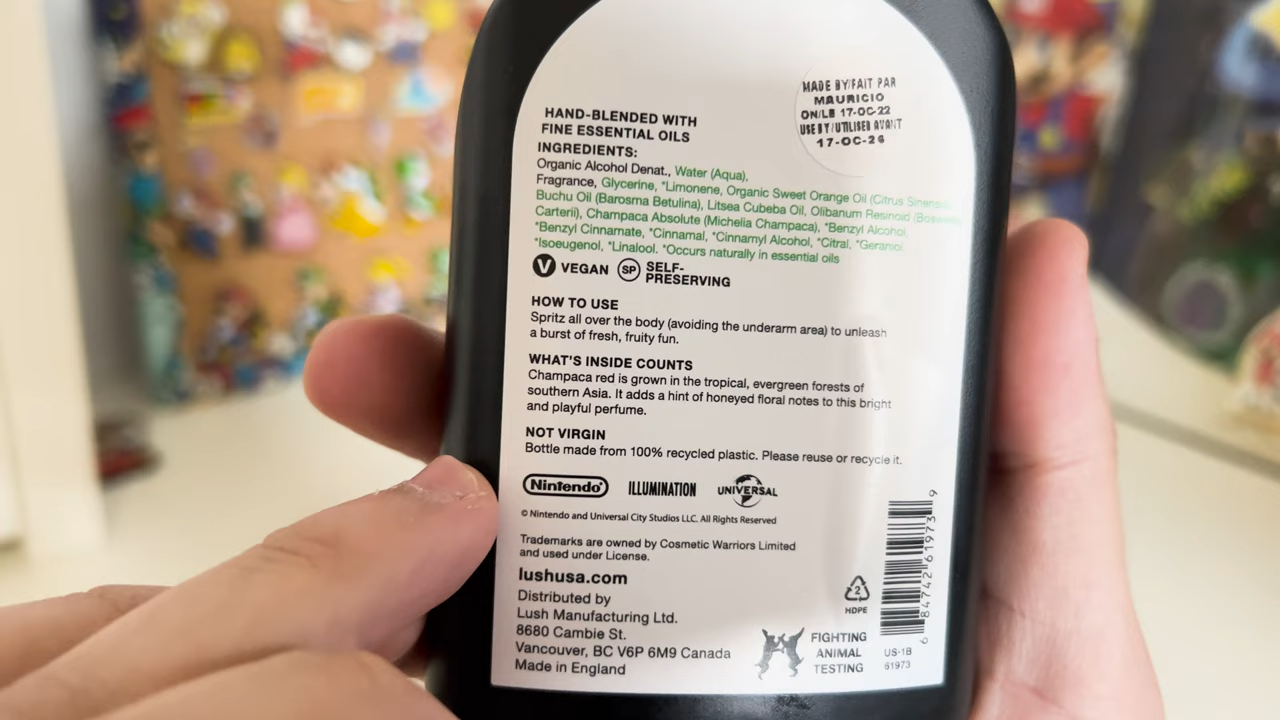 MADE BY/FAIT PAR
MAURICIO
ON/LE 17-OC-22
USE BY/UTILISER AVANT
17-OC-26
HAND-BLENDED WITH
FINE ESSENTIAL OILS
INGREDIENTS:
Organic Alcohol Denat., Water (Aqua),
Fragrance, Glycerine, *Limonene, Organic Sweet Orange Oil (Citrus Sinensis),
Buchu Oil (Barosma Betulina), Litsea Cubeba Oil, Olibanum Resinoid (Boswellia
Carterii), Champaca Absolute (Michelia Champaca), *Benzyl Alcohol,
*Benzyl Cinnamate, *Cinnamal, *Cinnamyl Alcohol, *Citral, *Geraniol,
*Isoeugenol, *Linalool. *Occurs naturally in essential oils
V VEGAN SP SELF-
PRESERVING
HOW TO USE
Spritz all over the body (avoiding the underarm area) to unleash
a burst of fresh, fruity fun.
WHAT'S INSIDE COUNTS
Champaca red is grown in the tropical, evergreen forests of
southern Asia. It adds a hint of honeyed floral notes to this bright
and playful perfume.
NOT VIRGIN
Bottle made from 100% recycled plastic. Please reuse or recycle it.
Nintendo ILLUMINATION UNIVERSAL
© Nintendo and Universal City Studios LLC. All Rights Reserved
Trademarks are owned by Cosmetic Warriors Limited
and used under License.
lushusa.com
Distributed by
Lush Manufacturing Ltd.
8680 Cambie St.
Vancouver, BC V6P 6M9 Canada
Made in England
2
HDPE
FIGHTING
ANIMAL
TESTING
6 84742 61973 9
US-1B
61973